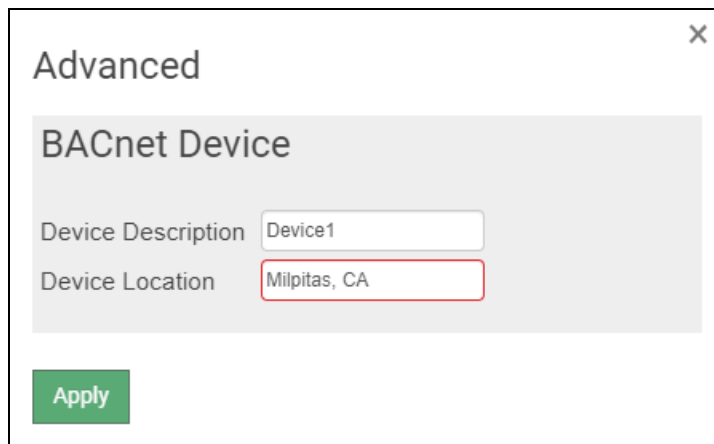 ×
Advanced
BACnet Device
Device Description Device1
Device Location Milpitas, CA
Apply